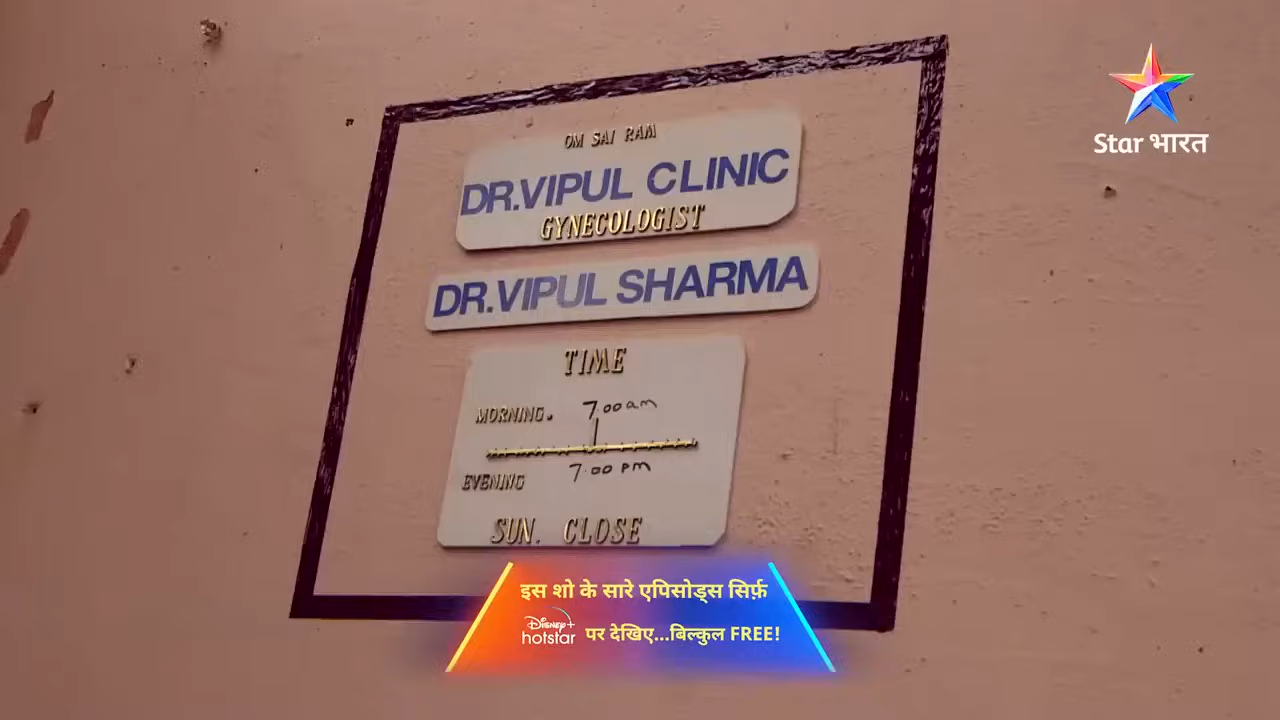 Star भारत
OM SAI RAM
DR.VIPUL CLINIC
GYNECOLOGIST
DR.VIPUL SHARMA
TIME
MORNING. 7.00am
EVENING 7.00 PM
SUN. CLOSE
इस शो के सारे एपिसोड्स सिर्फ़
Disney+ hotstar पर देखिए...बिल्कुल FREE!